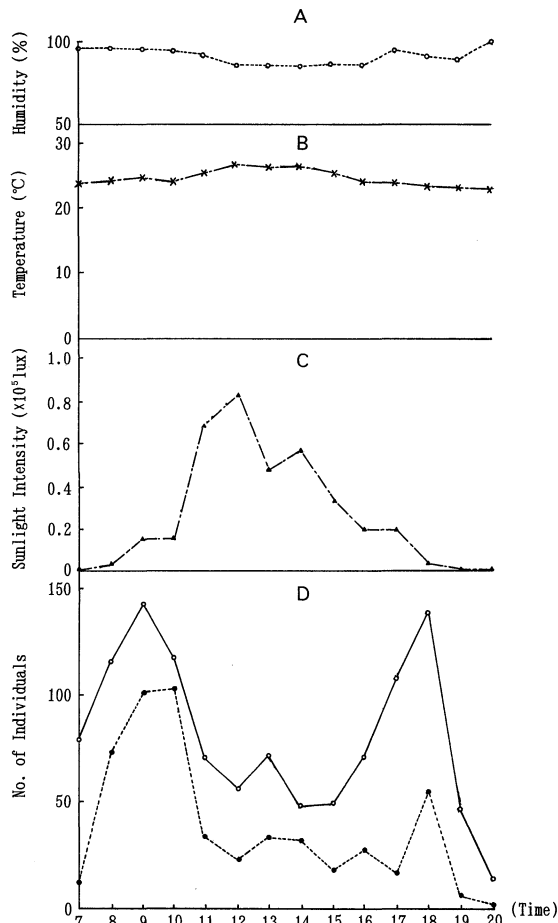 A
Humidity (%)
100
50
B
Temperature (°C)
30
20
10
0
C
Sunlight Intensity (x10⁵lux)
1.0
0.8
0.6
0.4
0.2
0
D
No. of Individuals
150
100
50
0
7 8 9 10 11 12 13 14 15 16 17 18 19 20 (Time)